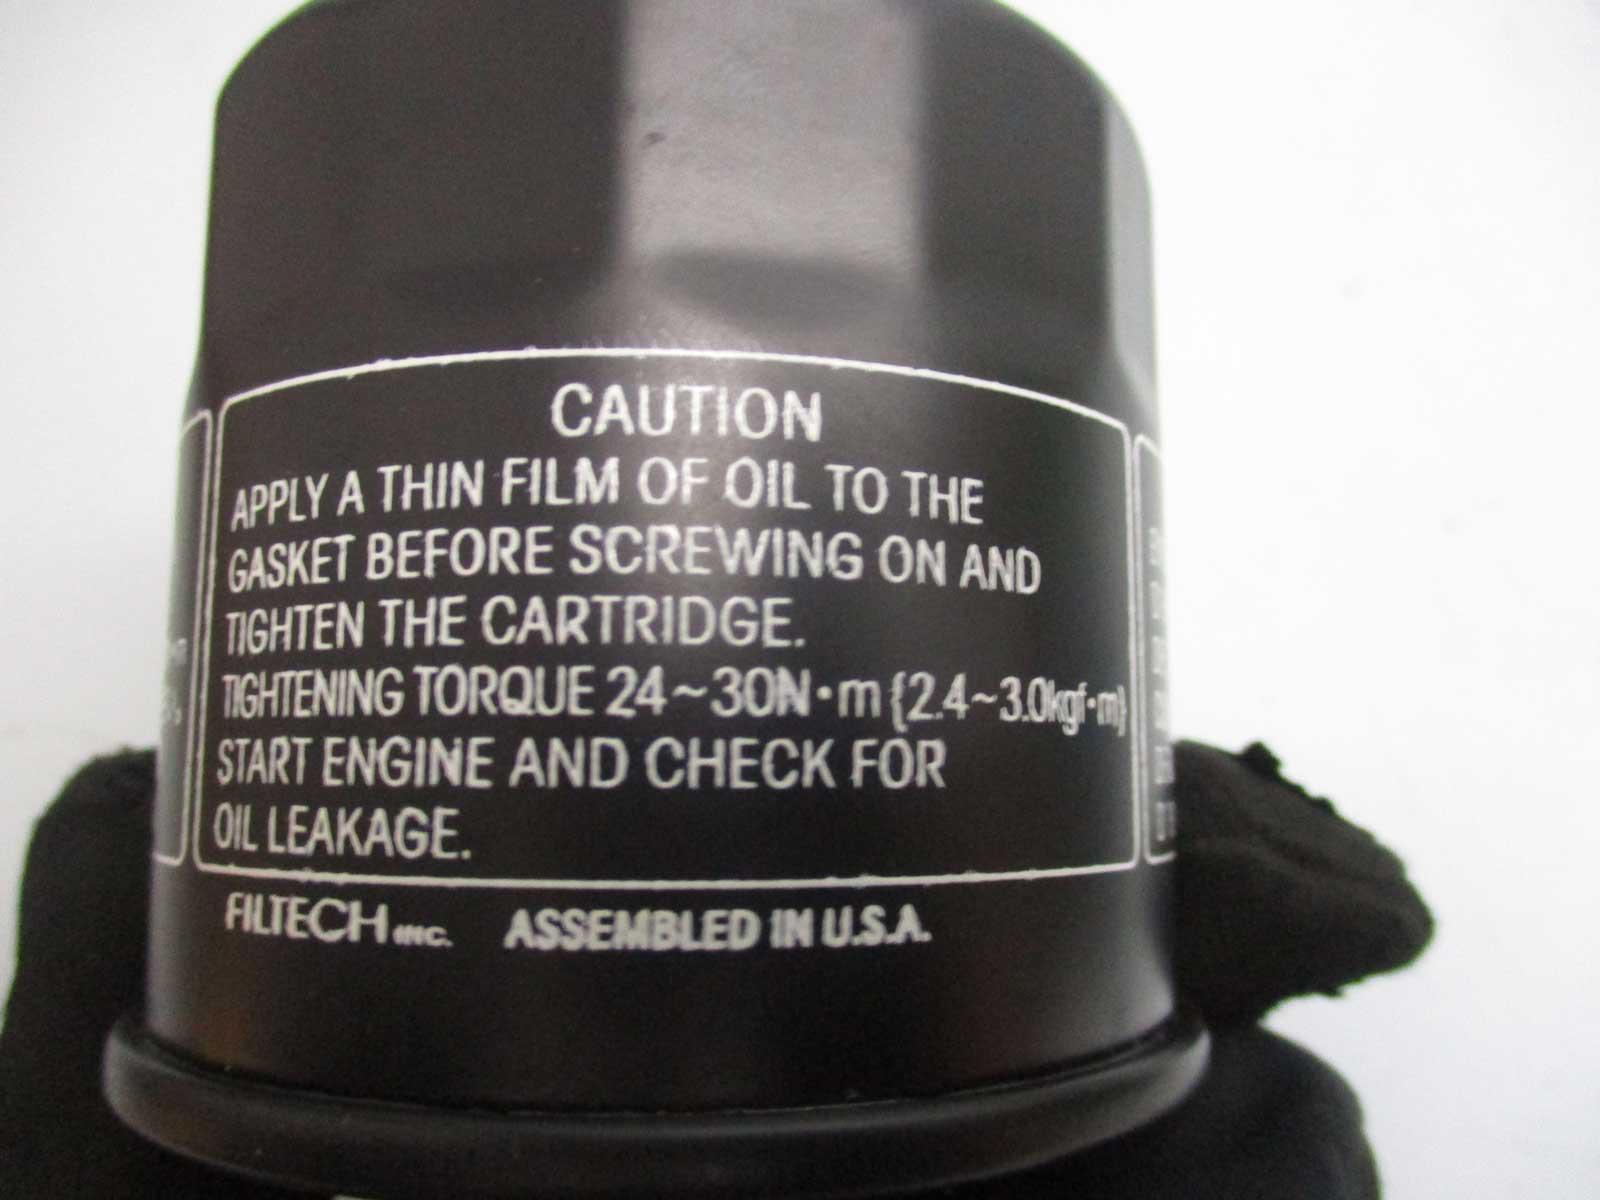 CAUTION
APPLY A THIN FILM OF OIL TO THE
GASKET BEFORE SCREWING ON AND
TIGHTEN THE CARTRIDGE.
TIGHTENING TORQUE 24~30N·m {2.4~3.0kgf·m}
START ENGINE AND CHECK FOR
OIL LEAKAGE.
FILTECH INC. ASSEMBLED IN U.S.A.